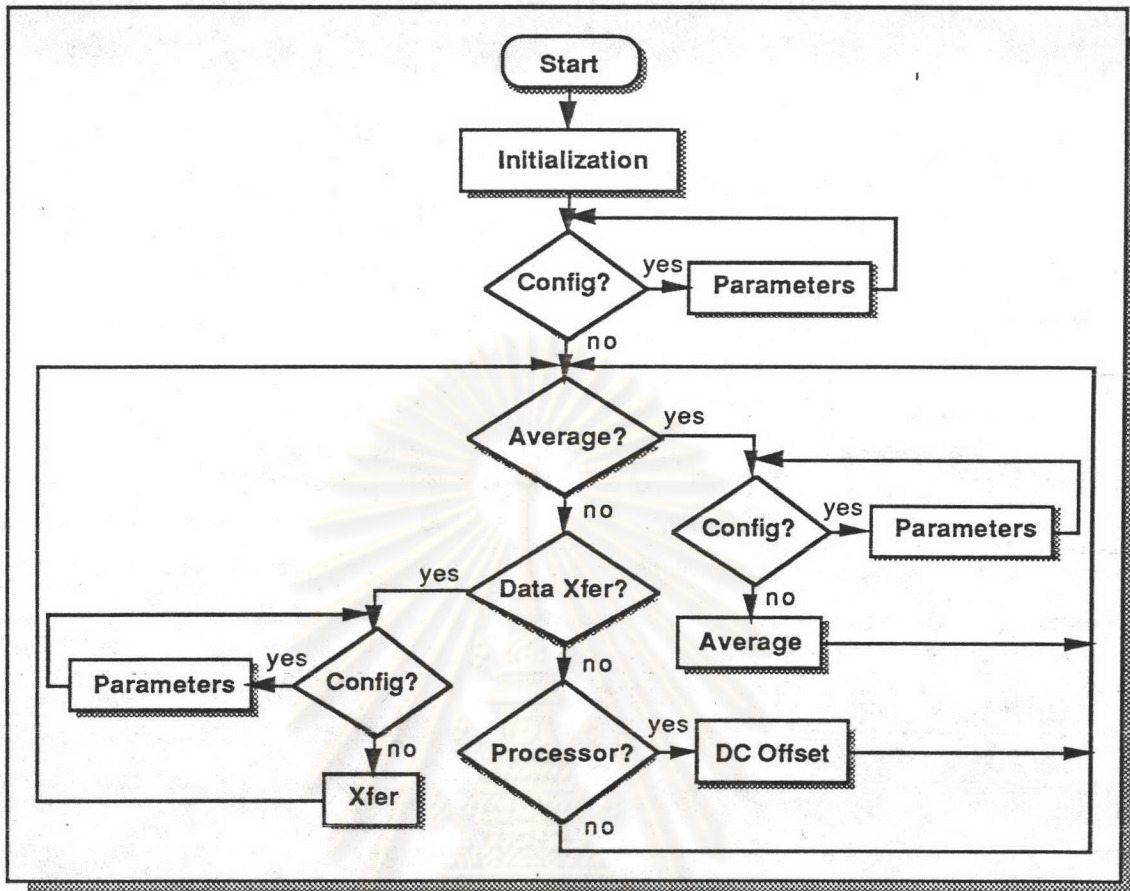 Start
Initialization
Config?
yes
Parameters
no
Average?
yes
no
Config?
yes
Parameters
no
Average
Data Xfer?
yes
no
Config?
yes
Parameters
no
Xfer
Processor?
yes
DC Offset
no